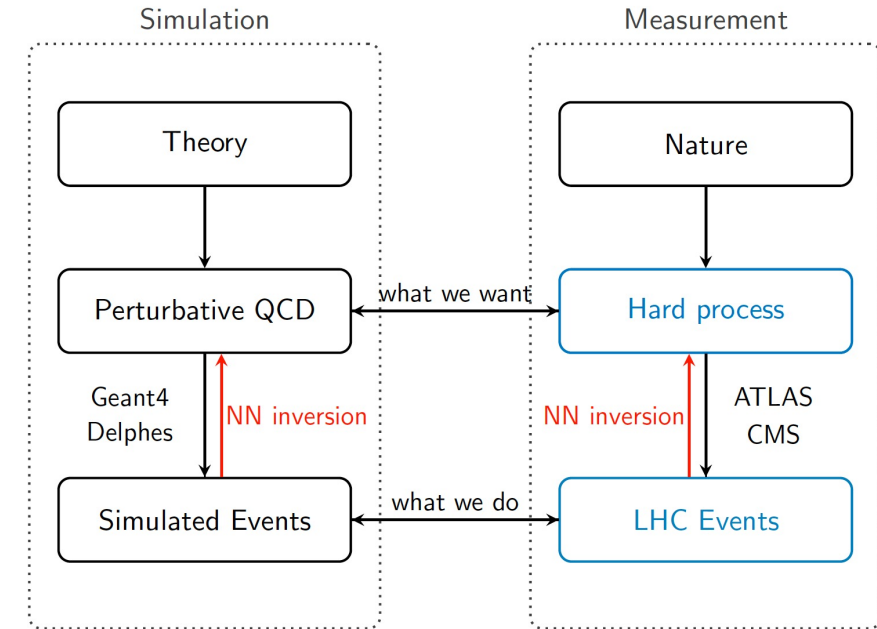 Simulation
Measurement
Theory
Nature
Perturbative QCD
what we want
Hard process
Geant4
Delphes
NN inversion
NN inversion
ATLAS
CMS
Simulated Events
what we do
LHC Events